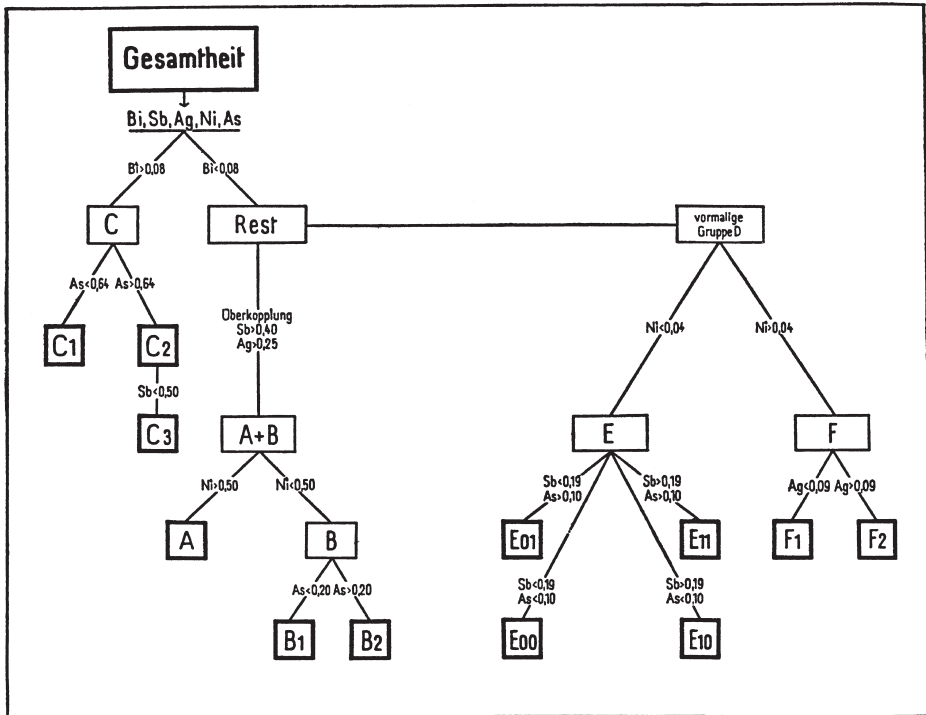 Gesamtheit
Bi, Sb, Ag, Ni, As
Bi>0,08
Bi<0,08
C
Rest
vormalige
Gruppe D
As<0,64
As>0,64
Überkopplung
Sb>0,40
Ag>0,25
Ni<0,04
Ni>0,04
C1
C2
Sb<0,50
C3
A+B
E
F
Ni>0,50
Ni<0,50
Sb<0,19
As>0,10
Sb>0,19
As>0,10
Ag<0,09
Ag>0,09
A
B
E01
E11
F1
F2
As<0,20
As>0,20
Sb<0,19
As<0,10
Sb>0,19
As<0,10
B1
B2
E00
E10